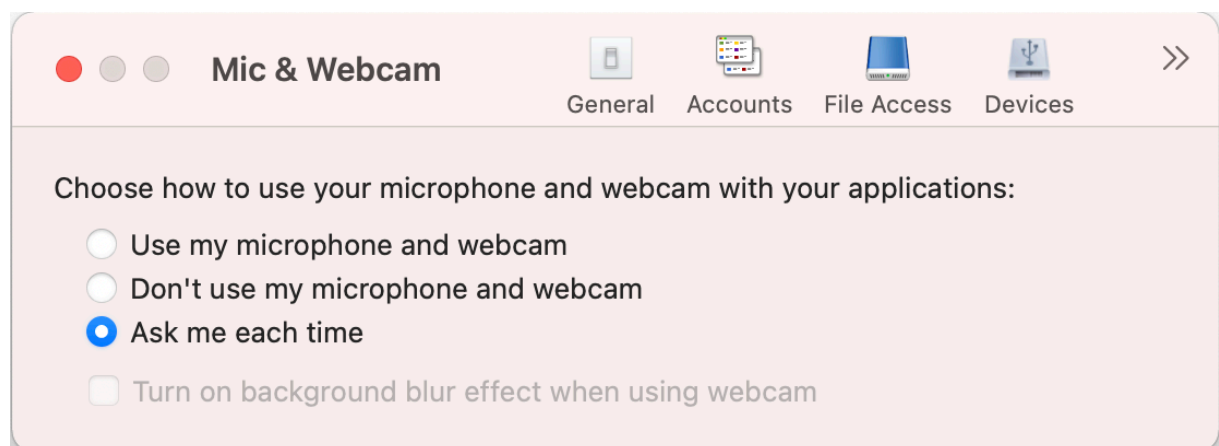 Mic & Webcam
General
Accounts
File Access
Devices
Choose how to use your microphone and webcam with your applications:
Use my microphone and webcam
Don't use my microphone and webcam
Ask me each time
Turn on background blur effect when using webcam